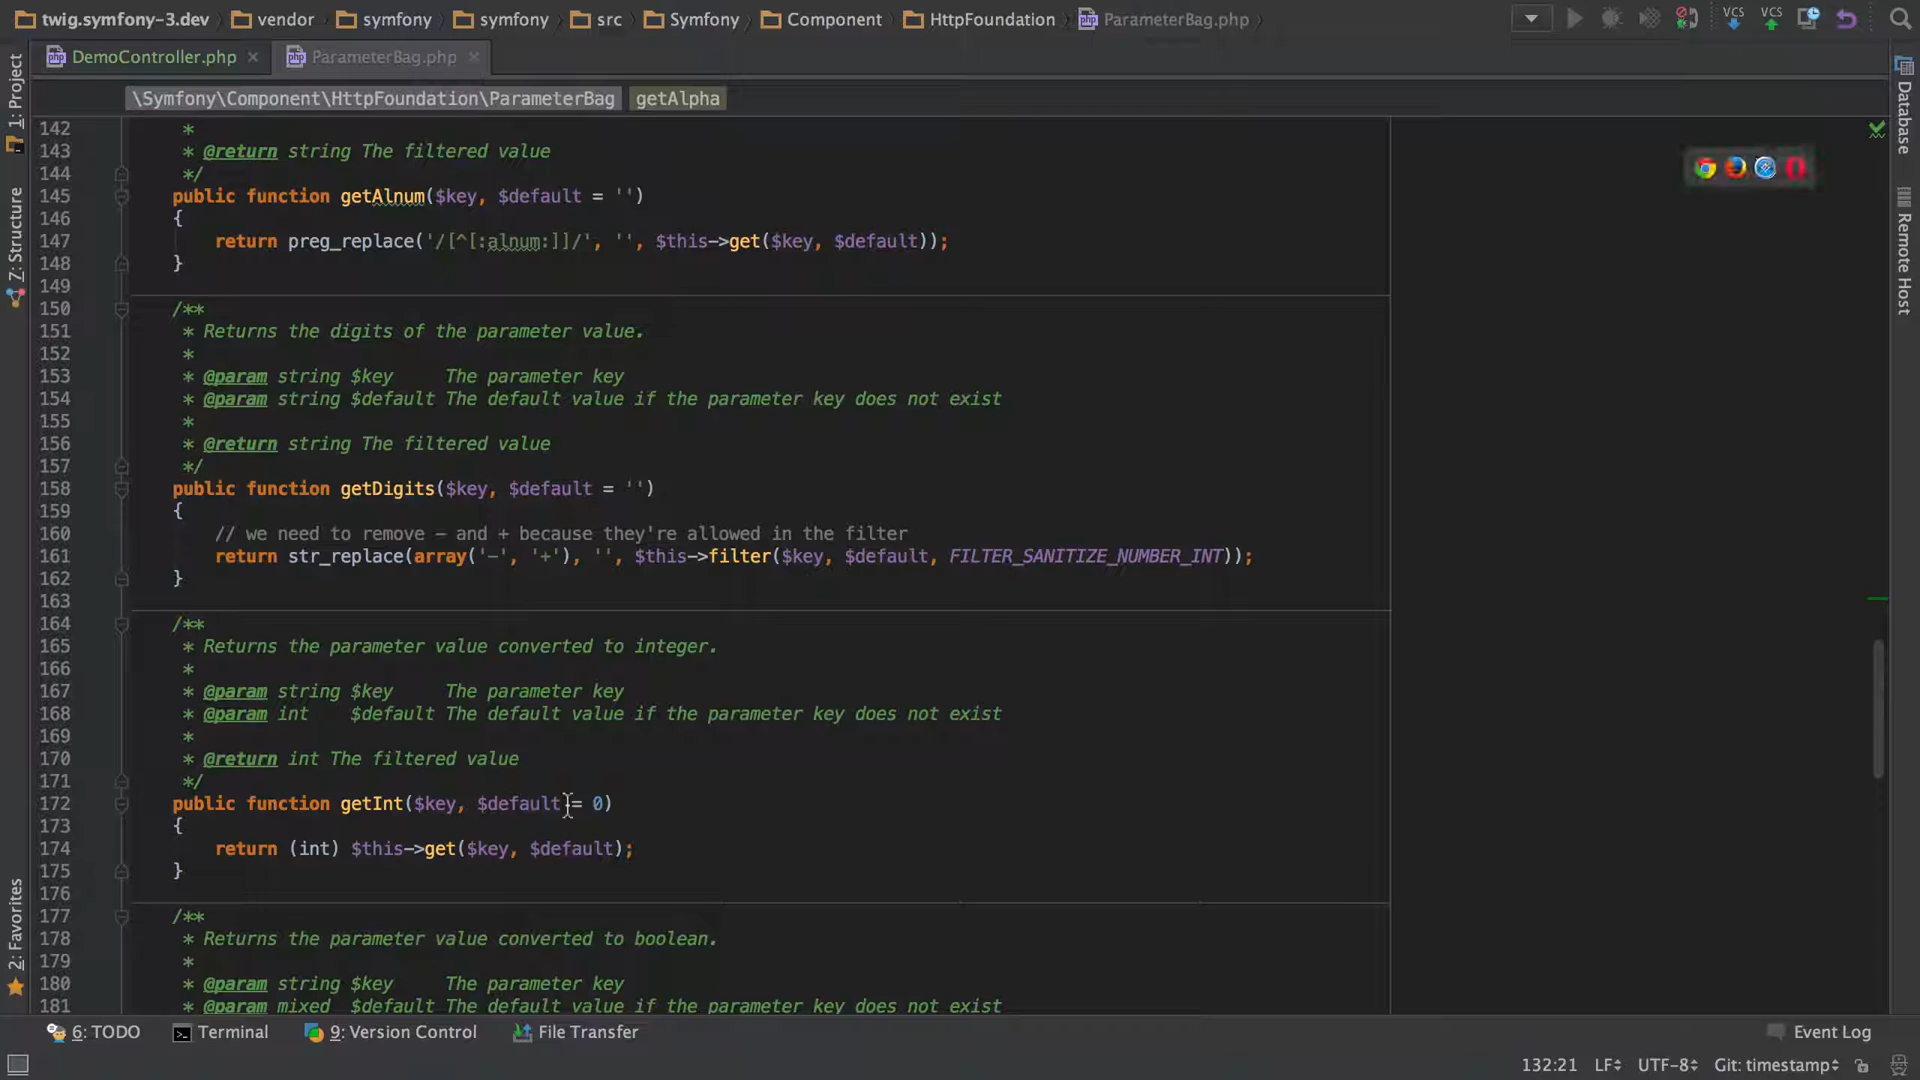 twig.symfony-3.dev vendor symfony symfony src Symfony Component HttpFoundation ParameterBag.php
DemoController.php ParameterBag.php
\Symfony\Component\HttpFoundation\ParameterBag getAlpha
142 *
143 * @return string The filtered value
144 */
145 public function getAlnum($key, $default = '')
146 {
147 return preg_replace('/[^[:alnum:]]/', '', $this->get($key, $default));
148 }
149
150 /**
151 * Returns the digits of the parameter value.
152 *
153 * @param string $key The parameter key
154 * @param string $default The default value if the parameter key does not exist
155 *
156 * @return string The filtered value
157 */
158 public function getDigits($key, $default = '')
159 {
160 // we need to remove - and + because they're allowed in the filter
161 return str_replace(array('-', '+'), '', $this->filter($key, $default, FILTER_SANITIZE_NUMBER_INT));
162 }
163
164 /**
165 * Returns the parameter value converted to integer.
166 *
167 * @param string $key The parameter key
168 * @param int $default The default value if the parameter key does not exist
169 *
170 * @return int The filtered value
171 */
172 public function getInt($key, $default = 0)
173 {
174 return (int) $this->get($key, $default);
175 }
176
177 /**
178 * Returns the parameter value converted to boolean.
179 *
180 * @param string $key The parameter key
181 * @param mixed $default The default value if the parameter key does not exist
1: Project
7: Structure
2: Favorites
Database
Remote Host
VCS VCS
6: TODO Terminal 9: Version Control File Transfer Event Log
132:21 LF UTF-8 Git: timestamp